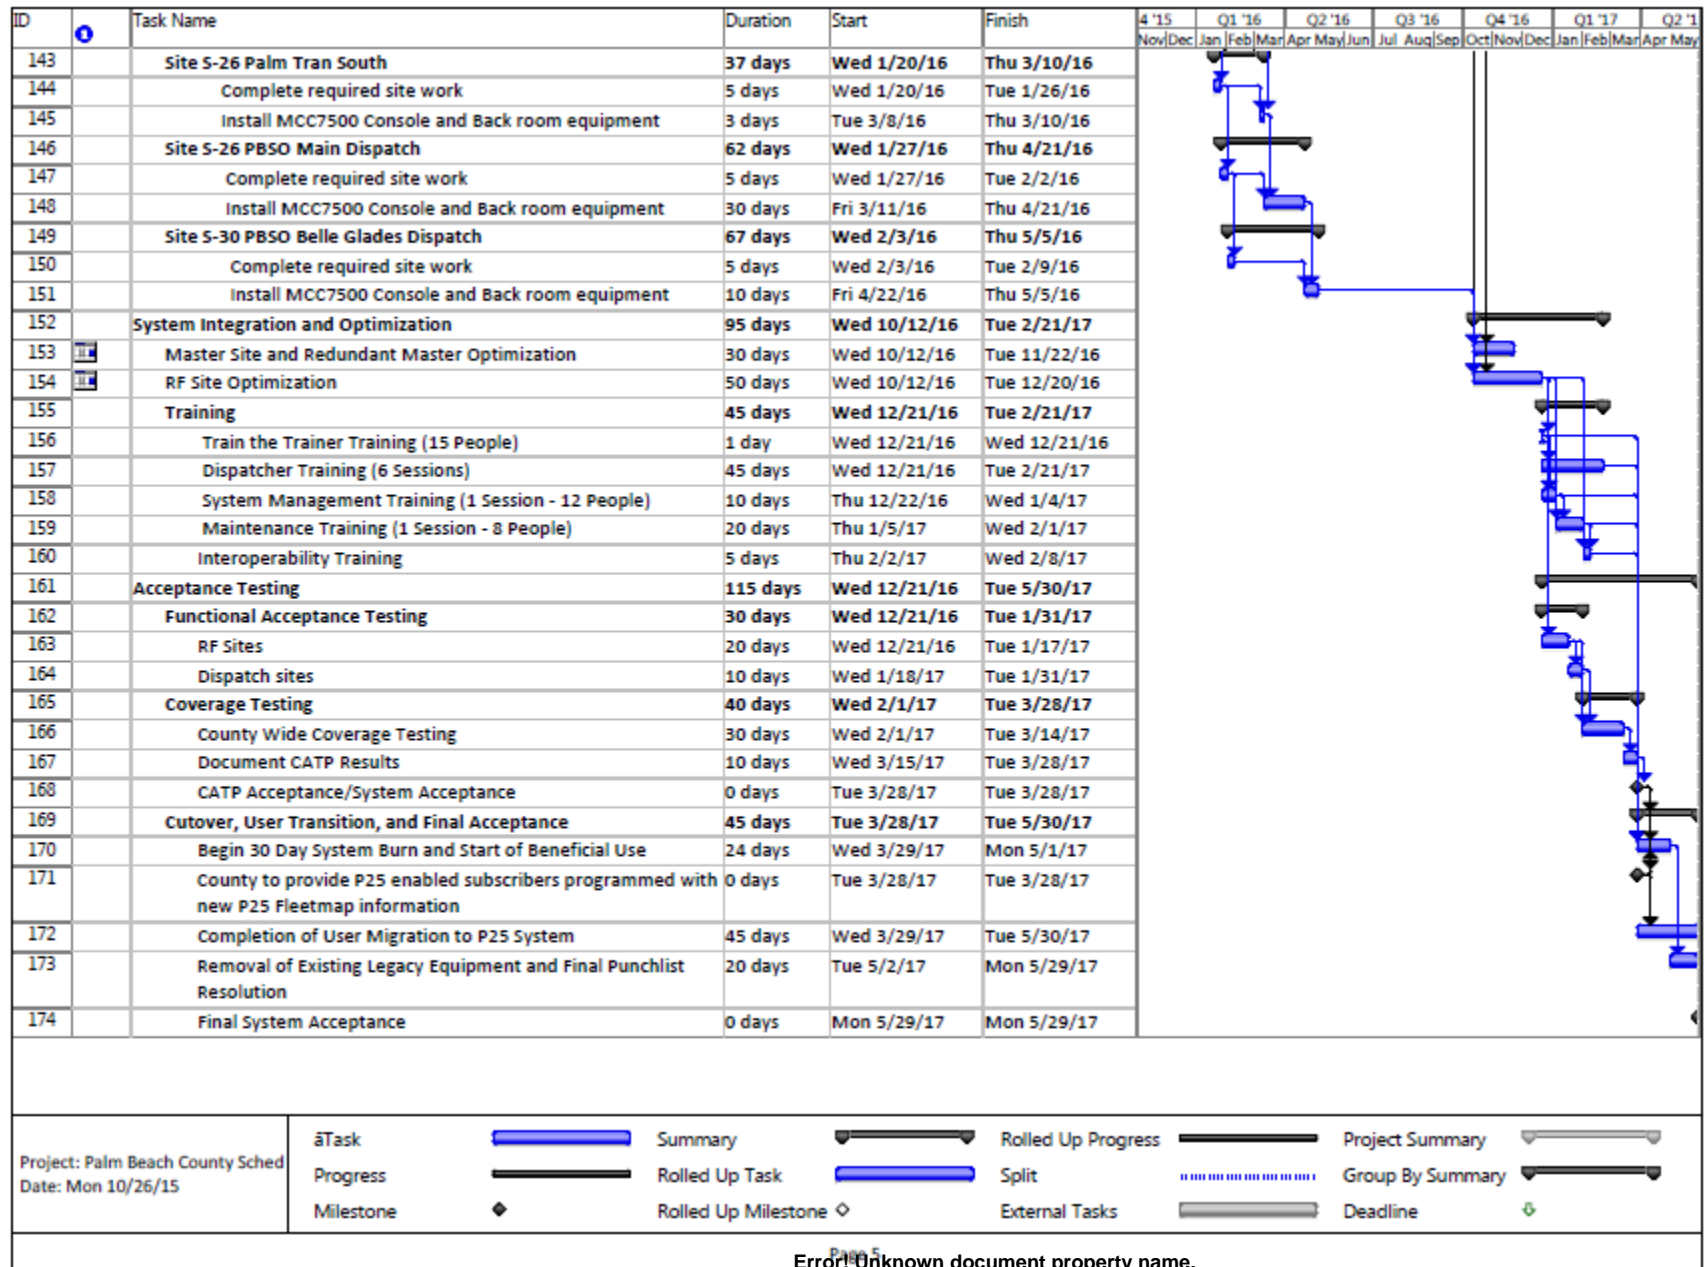 ID Task Name Duration Start Finish 4 '15 Q1 '16 Q2 '16 Q3 '16 Q4 '16 Q1 '17 Q2 '1
Nov Dec Jan Feb Mar Apr May Jun Jul Aug Sep Oct Nov Dec Jan Feb Mar Apr May
143 Site S-26 Palm Tran South 37 days Wed 1/20/16 Thu 3/10/16
144 Complete required site work 5 days Wed 1/20/16 Tue 1/26/16
145 Install MCC7500 Console and Back room equipment 3 days Tue 3/8/16 Thu 3/10/16
146 Site S-26 PBSO Main Dispatch 62 days Wed 1/27/16 Thu 4/21/16
147 Complete required site work 5 days Wed 1/27/16 Tue 2/2/16
148 Install MCC7500 Console and Back room equipment 30 days Fri 3/11/16 Thu 4/21/16
149 Site S-30 PBSO Belle Glades Dispatch 67 days Wed 2/3/16 Thu 5/5/16
150 Complete required site work 5 days Wed 2/3/16 Tue 2/9/16
151 Install MCC7500 Console and Back room equipment 10 days Fri 4/22/16 Thu 5/5/16
152 System Integration and Optimization 95 days Wed 10/12/16 Tue 2/21/17
153 Master Site and Redundant Master Optimization 30 days Wed 10/12/16 Tue 11/22/16
154 RF Site Optimization 50 days Wed 10/12/16 Tue 12/20/16
155 Training 45 days Wed 12/21/16 Tue 2/21/17
156 Train the Trainer Training (15 People) 1 day Wed 12/21/16 Wed 12/21/16
157 Dispatcher Training (6 Sessions) 45 days Wed 12/21/16 Tue 2/21/17
158 System Management Training (1 Session - 12 People) 10 days Thu 12/22/16 Wed 1/4/17
159 Maintenance Training (1 Session - 8 People) 20 days Thu 1/5/17 Wed 2/1/17
160 Interoperability Training 5 days Thu 2/2/17 Wed 2/8/17
161 Acceptance Testing 115 days Wed 12/21/16 Tue 5/30/17
162 Functional Acceptance Testing 30 days Wed 12/21/16 Tue 1/31/17
163 RF Sites 20 days Wed 12/21/16 Tue 1/17/17
164 Dispatch sites 10 days Wed 1/18/17 Tue 1/31/17
165 Coverage Testing 40 days Wed 2/1/17 Tue 3/28/17
166 County Wide Coverage Testing 30 days Wed 2/1/17 Tue 3/14/17
167 Document CATP Results 10 days Wed 3/15/17 Tue 3/28/17
168 CATP Acceptance/System Acceptance 0 days Tue 3/28/17 Tue 3/28/17
169 Cutover, User Transition, and Final Acceptance 45 days Tue 3/28/17 Tue 5/30/17
170 Begin 30 Day System Burn and Start of Beneficial Use 24 days Wed 3/29/17 Mon 5/1/17
171 County to provide P25 enabled subscribers programmed with 0 days Tue 3/28/17 Tue 3/28/17
new P25 Fleetmap information
172 Completion of User Migration to P25 System 45 days Wed 3/29/17 Tue 5/30/17
173 Removal of Existing Legacy Equipment and Final Punchlist 20 days Tue 5/2/17 Mon 5/29/17
Resolution
174 Final System Acceptance 0 days Mon 5/29/17 Mon 5/29/17
Project: Palm Beach County Sched
Date: Mon 10/26/15
āTask Summary Rolled Up Progress Project Summary
Progress Rolled Up Task Split Group By Summary
Milestone Rolled Up Milestone External Tasks Deadline
Page 5
Error! Unknown document property name.